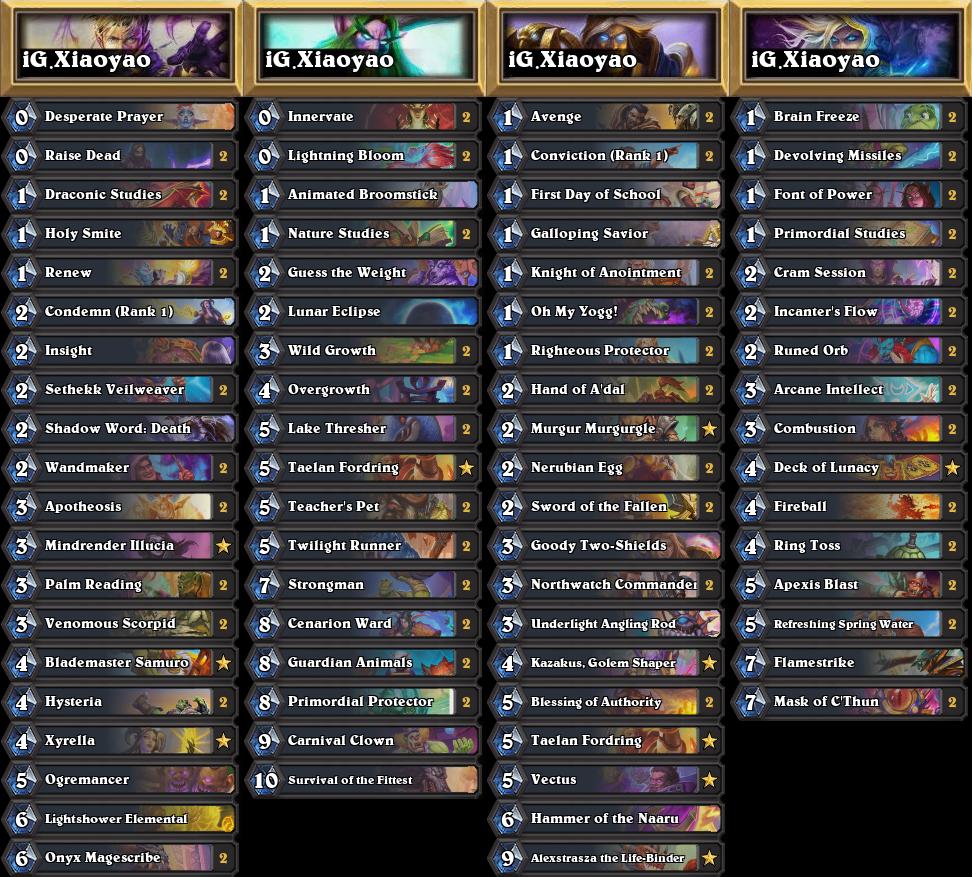 iG.Xiaoyao
0 Desperate Prayer
0 Raise Dead 2
1 Draconic Studies 2
1 Holy Smite
1 Renew 2
2 Condemn (Rank 1)
2 Insight
2 Sethekk Veilweaver 2
2 Shadow Word: Death
2 Wandmaker 2
3 Apotheosis 2
3 Mindrender Illucia
3 Palm Reading 2
3 Venomous Scorpid 2
4 Blademaster Samuro
4 Hysteria 2
4 Xyrella
5 Ogremancer
6 Lightshower Elemental
6 Onyx Magescribe 2
iG.Xiaoyao
0 Innervate 2
0 Lightning Bloom 2
1 Animated Broomstick
1 Nature Studies 2
2 Guess the Weight 2
2 Lunar Eclipse
3 Wild Growth 2
4 Overgrowth 2
5 Lake Thresher 2
5 Taelan Fordring
5 Teacher's Pet 2
5 Twilight Runner 2
7 Strongman 2
8 Cenarion Ward 2
8 Guardian Animals 2
8 Primordial Protector 2
9 Carnival Clown
10 Survival of the Fittest
iG.Xiaoyao
1 Avenge 2
1 Conviction (Rank 1) 2
1 First Day of School
1 Galloping Savior
1 Knight of Anointment 2
1 Oh My Yogg! 2
1 Righteous Protector 2
2 Hand of A'dal 2
2 Murgur Murgurgle
2 Nerubian Egg 2
2 Sword of the Fallen 2
3 Goody Two-Shields
3 Northwatch Commander 2
3 Underlight Angling Rod
4 Kazakus, Golem Shaper
5 Blessing of Authority 2
5 Taelan Fordring
5 Vectus
6 Hammer of the Naaru
9 Alexstrasza the Life-Binder
iG.Xiaoyao
1 Brain Freeze 2
1 Devolving Missiles 2
1 Font of Power 2
1 Primordial Studies 2
2 Cram Session 2
2 Incanter's Flow 2
2 Runed Orb 2
3 Arcane Intellect 2
3 Combustion 2
4 Deck of Lunacy
4 Fireball 2
4 Ring Toss 2
5 Apexis Blast 2
5 Refreshing Spring Water 2
7 Flamestrike
7 Mask of C'Thun 2